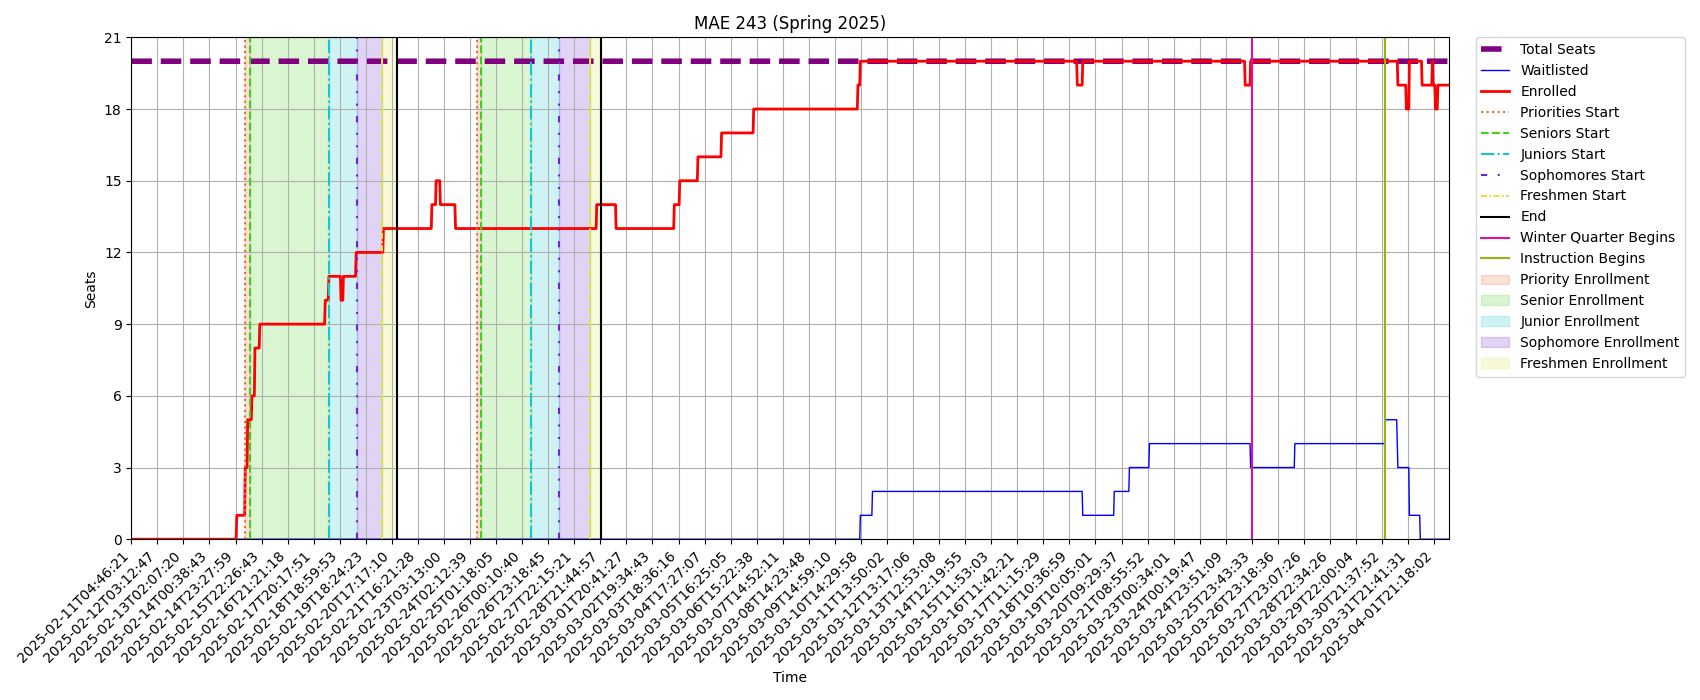 MAE 243 (Spring 2025)
21
18
15
12
9
6
3
0
Seats
2025-02-11T04:46:21
2025-02-12T03:12:47
2025-02-13T02:07:20
2025-02-14T00:38:43
2025-02-14T23:27:59
2025-02-15T22:26:43
2025-02-16T21:21:18
2025-02-17T20:17:51
2025-02-18T18:59:53
2025-02-19T18:24:23
2025-02-20T17:17:10
2025-02-21T16:21:28
2025-02-23T03:13:00
2025-02-24T02:12:39
2025-02-25T01:18:05
2025-02-26T00:10:40
2025-02-26T23:18:45
2025-02-27T22:15:21
2025-02-28T21:44:57
2025-03-01T20:41:27
2025-03-02T19:34:43
2025-03-03T18:36:16
2025-03-04T17:27:07
2025-03-05T16:25:05
2025-03-06T15:22:38
2025-03-07T14:52:11
2025-03-08T14:23:48
2025-03-09T14:59:10
2025-03-10T14:29:58
2025-03-11T13:50:02
2025-03-12T13:17:06
2025-03-13T12:53:08
2025-03-14T12:19:55
2025-03-15T11:53:03
2025-03-16T11:42:21
2025-03-17T11:15:29
2025-03-18T10:36:59
2025-03-19T10:05:01
2025-03-20T09:29:37
2025-03-21T08:55:52
2025-03-23T00:34:01
2025-03-24T00:19:47
2025-03-24T23:51:09
2025-03-25T23:43:33
2025-03-26T23:18:36
2025-03-27T23:07:26
2025-03-28T22:34:26
2025-03-29T22:00:04
2025-03-30T21:37:52
2025-03-31T21:41:31
2025-04-01T21:18:02
Time
Total Seats
Waitlisted
Enrolled
Priorities Start
Seniors Start
Juniors Start
Sophomores Start
Freshmen Start
End
Winter Quarter Begins
Instruction Begins
Priority Enrollment
Senior Enrollment
Junior Enrollment
Sophomore Enrollment
Freshmen Enrollment